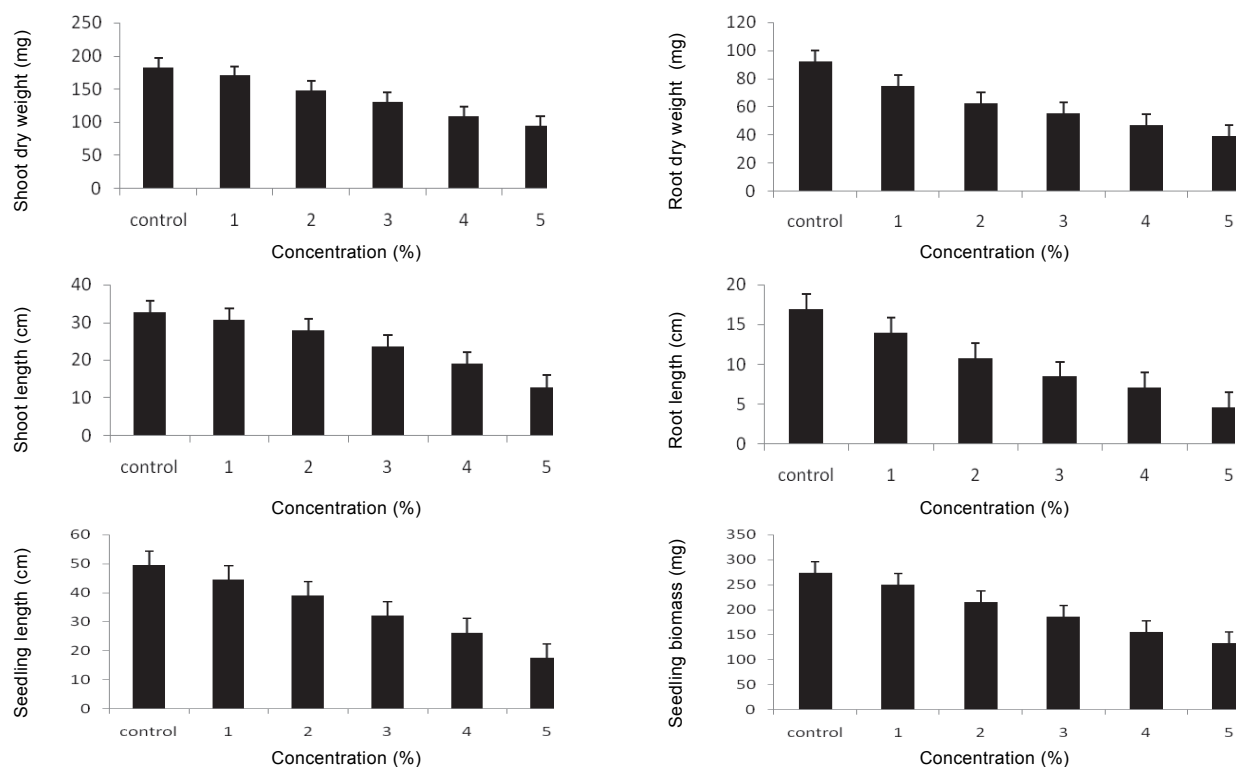 Shoot dry weight (mg)
250
200
150
100
50
0
control 1 2 3 4 5
Concentration (%)
Root dry weight (mg)
120
100
80
60
40
20
0
control 1 2 3 4 5
Concentration (%)
Shoot length (cm)
40
30
20
10
0
control 1 2 3 4 5
Concentration (%)
Root length (cm)
20
15
10
5
0
control 1 2 3 4 5
Concentration (%)
Seedling length (cm)
60
50
40
30
20
10
0
control 1 2 3 4 5
Concentration (%)
Seedling biomass (mg)
350
300
250
200
150
100
50
0
control 1 2 3 4 5
Concentration (%)